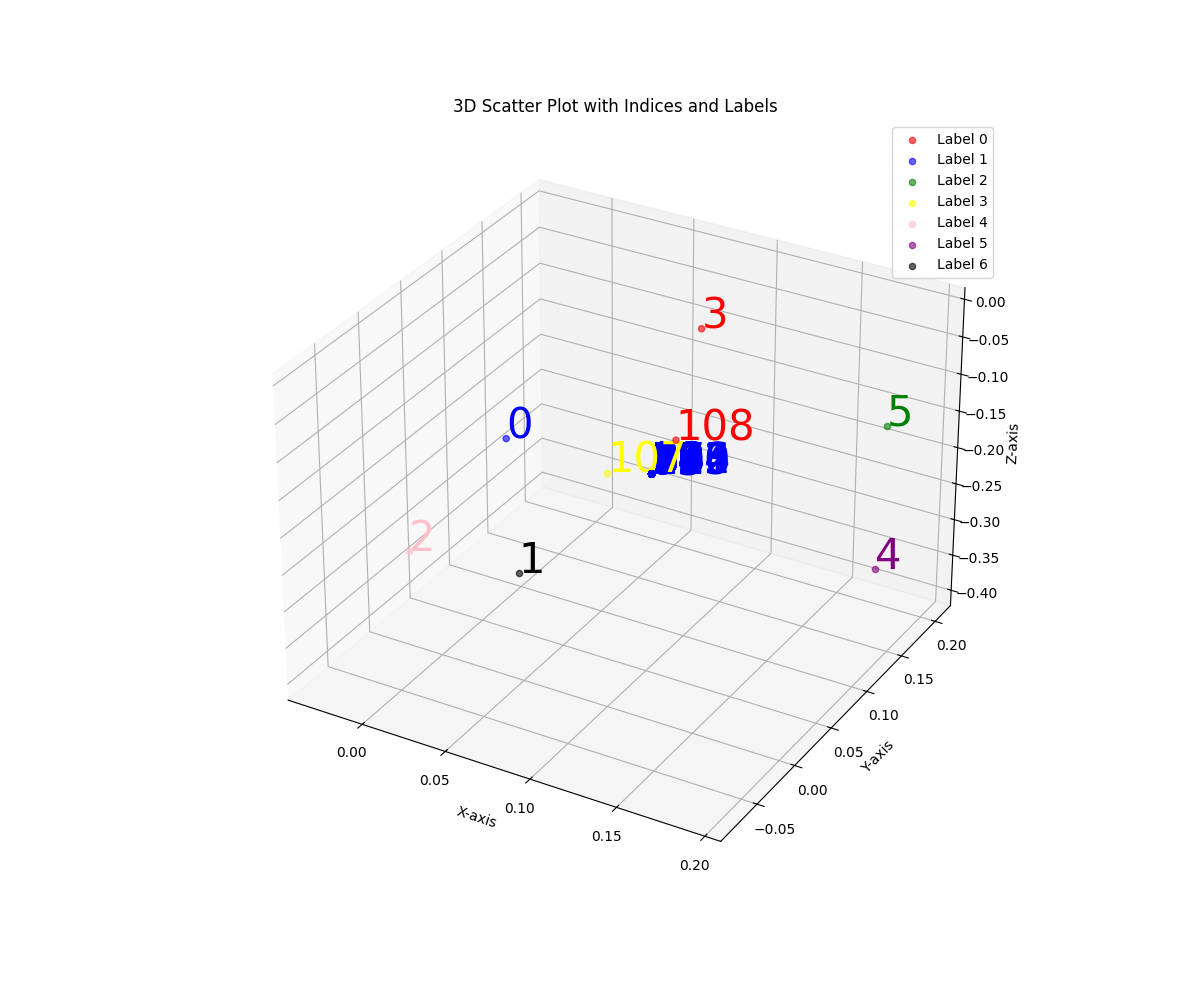 3D Scatter Plot with Indices and Labels
Label 0
Label 1
Label 2
Label 3
Label 4
Label 5
Label 6
3
0
108
5
107
2
1
4
0.00
−0.05
−0.10
−0.15
−0.20
−0.25
−0.30
−0.35
−0.40
Z-axis
0.20
0.15
0.10
0.05
0.00
−0.05
Y-axis
0.00
0.05
0.10
0.15
0.20
X-axis